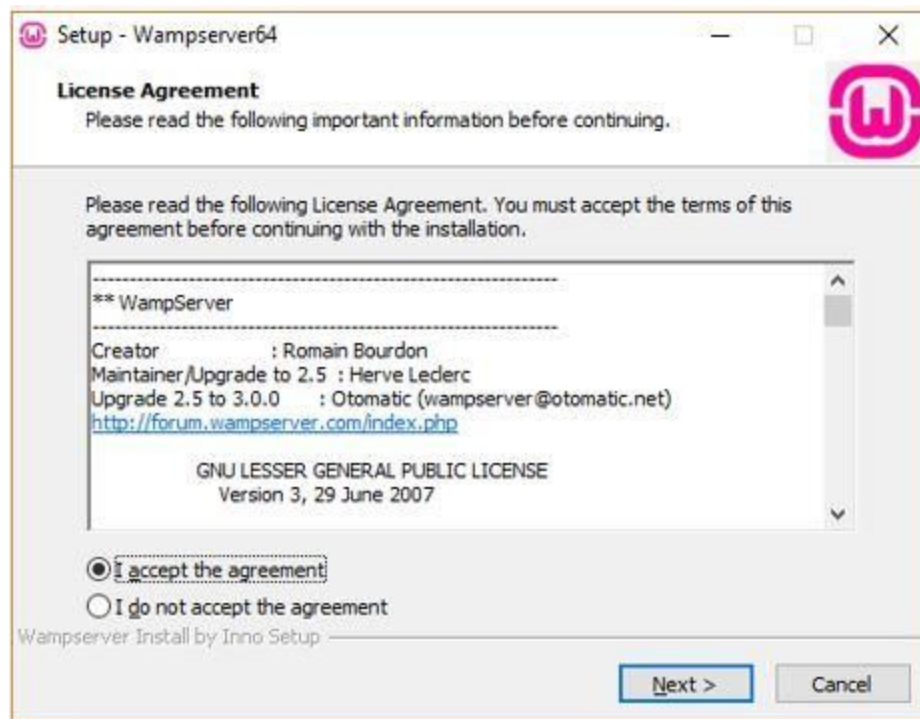 Setup - Wampserver64
License Agreement
Please read the following important information before continuing.
Please read the following License Agreement. You must accept the terms of this
agreement before continuing with the installation.
----------------------------------------------------------------
** WampServer
----------------------------------------------------------------
Creator : Romain Bourdon
Maintainer/Upgrade to 2.5 : Herve Leclerc
Upgrade 2.5 to 3.0.0 : Otomatic (wampserver@otomatic.net)
http://forum.wampserver.com/index.php
GNU LESSER GENERAL PUBLIC LICENSE
Version 3, 29 June 2007
I accept the agreement
I do not accept the agreement
Wampserver Install by Inno Setup
Next >
Cancel